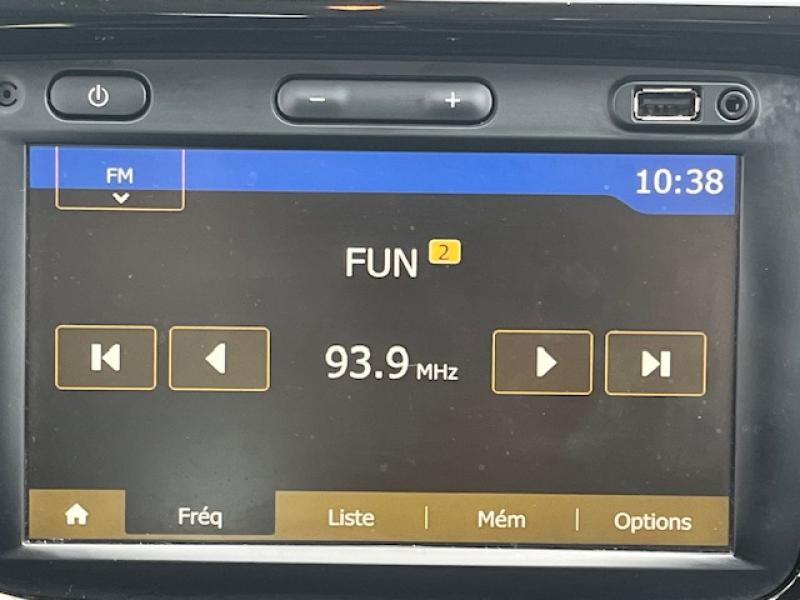 FM
10:38
FUN 2
93.9 MHz
Fréq
Liste
Mém
Options